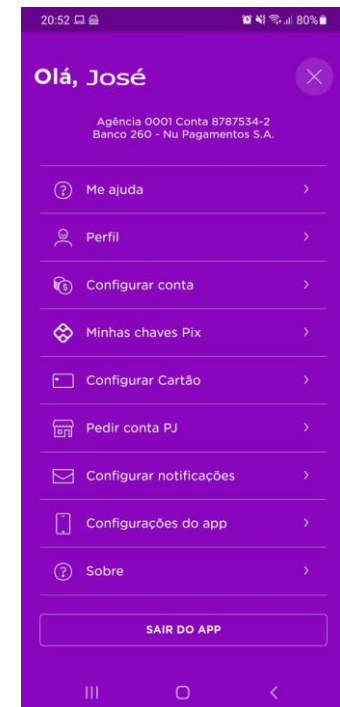 20:52 80%
Olá, José
Agência 0001 Conta 8787534-2
Banco 260 - Nu Pagamentos S.A.
Me ajuda
Perfil
Configurar conta
Minhas chaves Pix
Configurar Cartão
Pedir conta PJ
Configurar notificações
Configurações do app
Sobre
SAIR DO APP